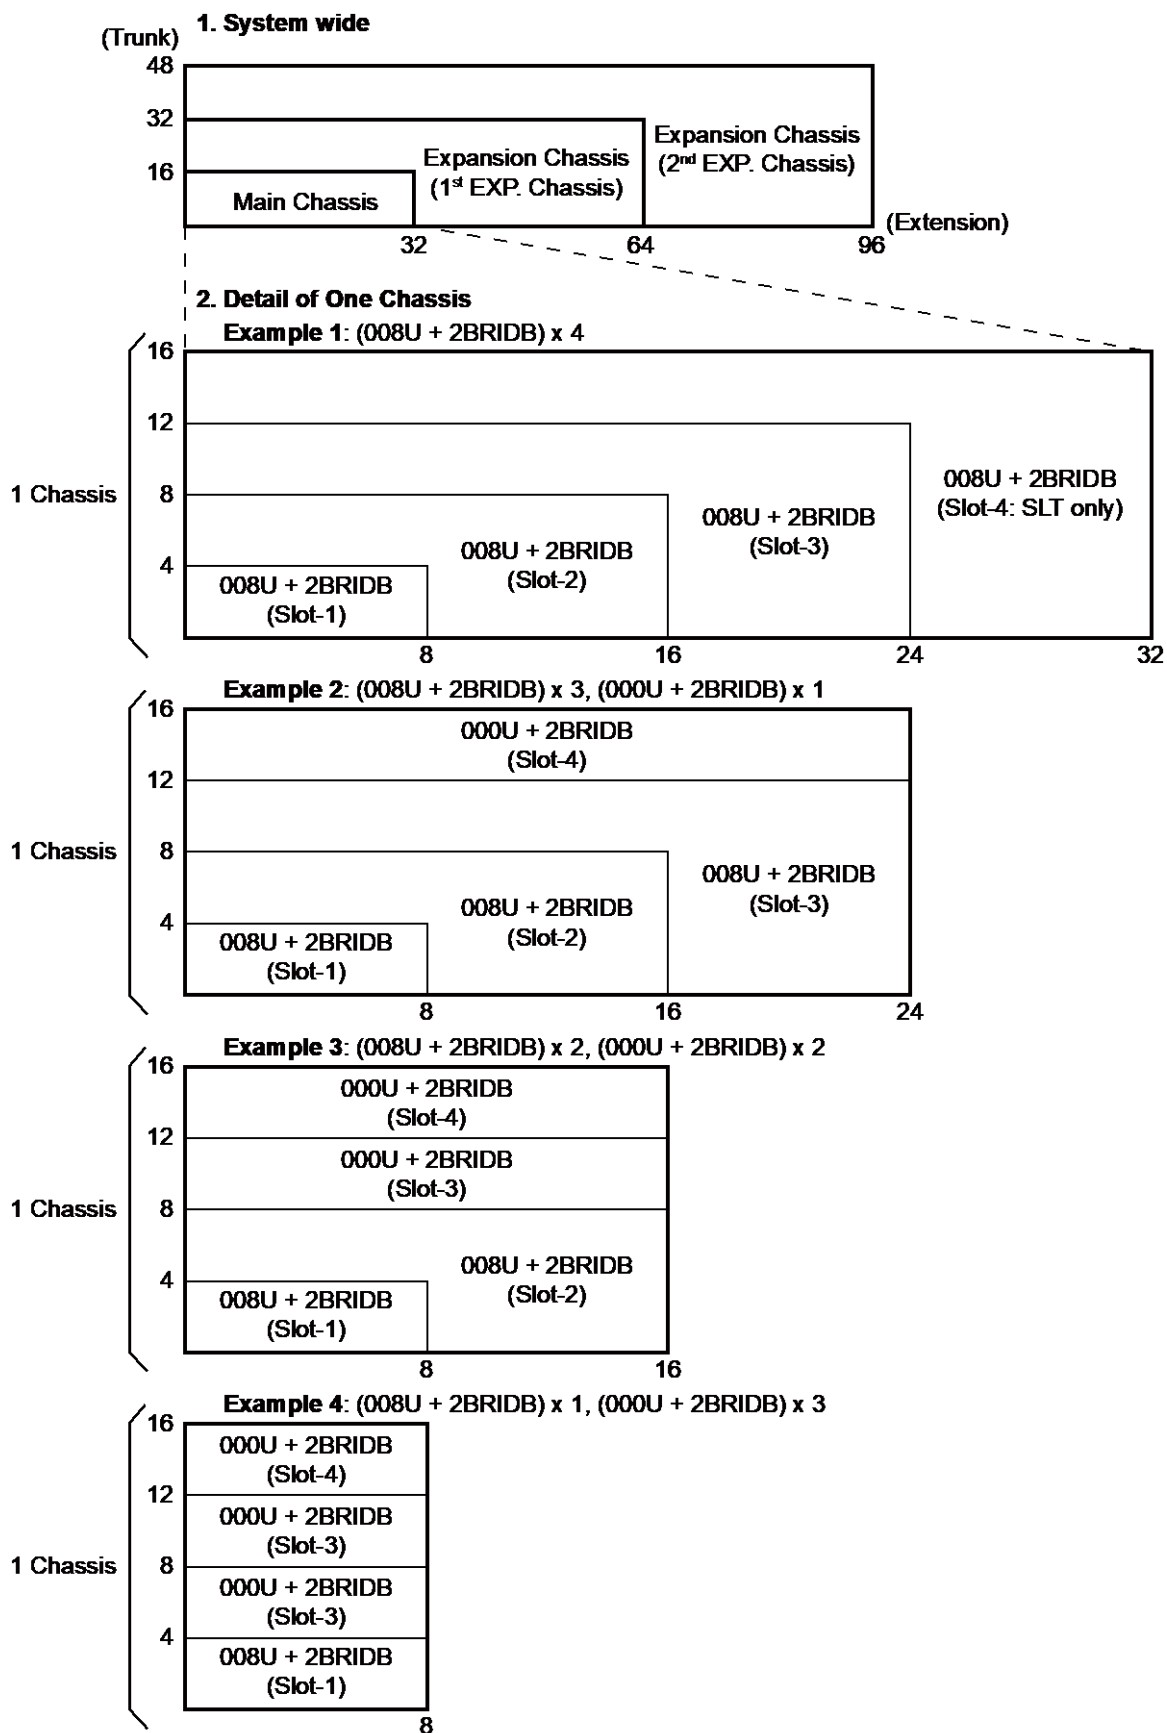 1. System wide
(Trunk)
48
32
16
Main Chassis
Expansion Chassis
(1st EXP. Chassis)
Expansion Chassis
(2nd EXP. Chassis)
(Extension)
32
64
96
2. Detail of One Chassis
Example 1: (008U + 2BRIDB) x 4
1 Chassis
16
12
8
4
008U + 2BRIDB
(Slot-1)
008U + 2BRIDB
(Slot-2)
008U + 2BRIDB
(Slot-3)
008U + 2BRIDB
(Slot-4: SLT only)
8
16
24
32
Example 2: (008U + 2BRIDB) x 3, (000U + 2BRIDB) x 1
1 Chassis
16
12
8
4
000U + 2BRIDB
(Slot-4)
008U + 2BRIDB
(Slot-1)
008U + 2BRIDB
(Slot-2)
008U + 2BRIDB
(Slot-3)
8
16
24
Example 3: (008U + 2BRIDB) x 2, (000U + 2BRIDB) x 2
1 Chassis
16
12
8
4
000U + 2BRIDB
(Slot-4)
000U + 2BRIDB
(Slot-3)
008U + 2BRIDB
(Slot-1)
008U + 2BRIDB
(Slot-2)
8
16
Example 4: (008U + 2BRIDB) x 1, (000U + 2BRIDB) x 3
1 Chassis
16
12
8
4
000U + 2BRIDB
(Slot-4)
000U + 2BRIDB
(Slot-3)
000U + 2BRIDB
(Slot-3)
008U + 2BRIDB
(Slot-1)
8